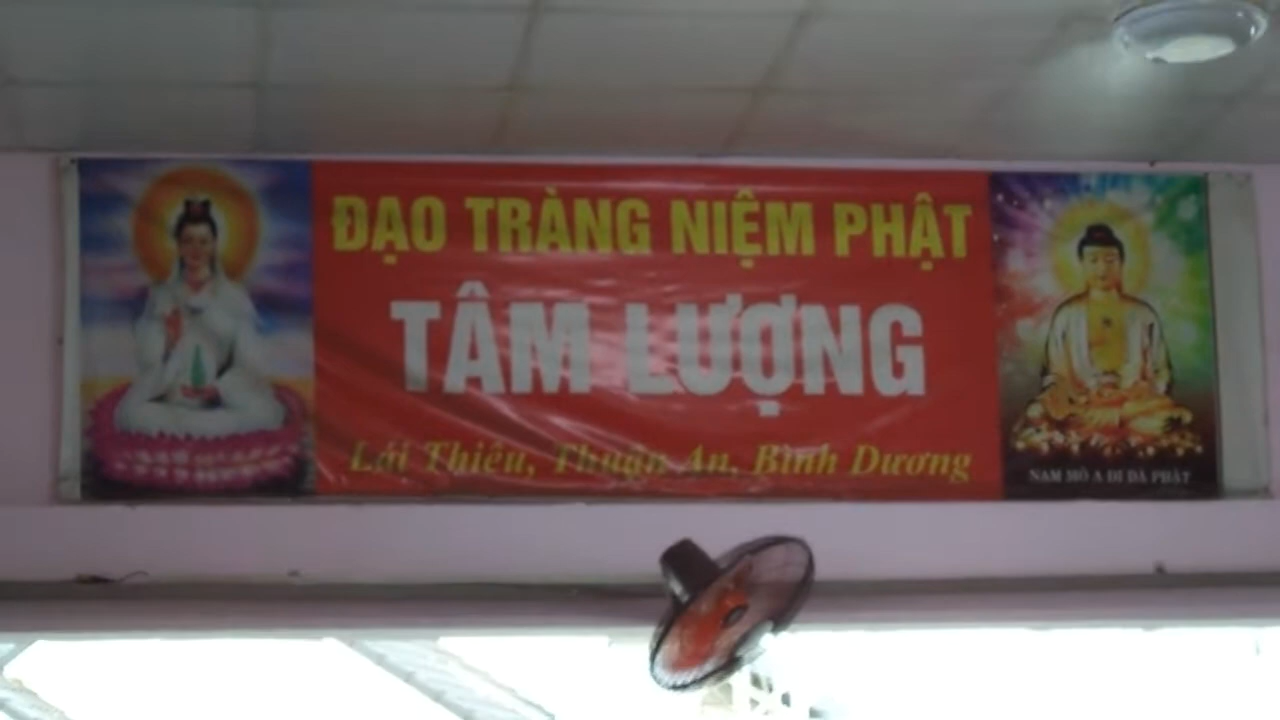 ĐẠO TRÀNG NIỆM PHẬT
TÂM LƯỢNG
Lái Thiêu, Thuận An, Bình Dương
NAM MÔ A DI ĐÀ PHẬT